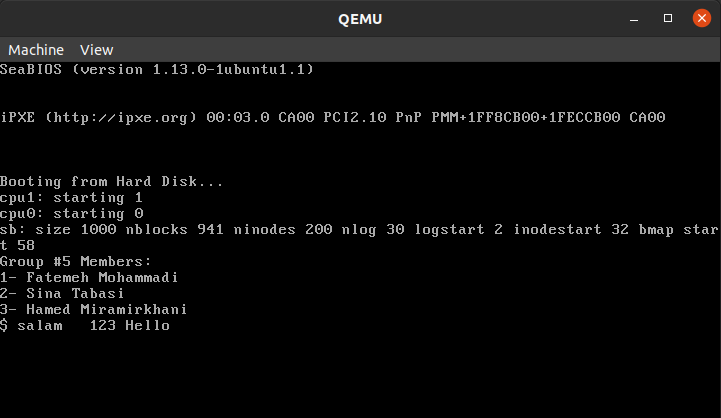 QEMU
Machine View
SeaBIOS (version 1.13.0-1ubuntu1.1)
iPXE (http://ipxe.org) 00:03.0 CA00 PCI2.10 PnP PMM+1FF8CB00+1FECCB00 CA00
Booting from Hard Disk...
cpu1: starting 1
cpu0: starting 0
sb: size 1000 nblocks 941 ninodes 200 nlog 30 logstart 2 inodestart 32 bmap star
t 58
Group #5 Members:
1- Fatemeh Mohammadi
2- Sina Tabasi
3- Hamed Miramirkhani
$ salam   123 Hello